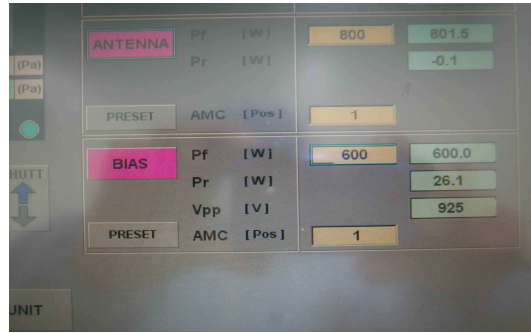 ANTENNA Pf [W] 800 801.5
(Pa) Pr [W] -0.1
(Pa)
PRESET AMC [Pos] 1
BIAS Pf [W] 600 600.0
HUTT Pr [W] 26.1
Vpp [V] 925
PRESET AMC [Pos] 1
UNIT